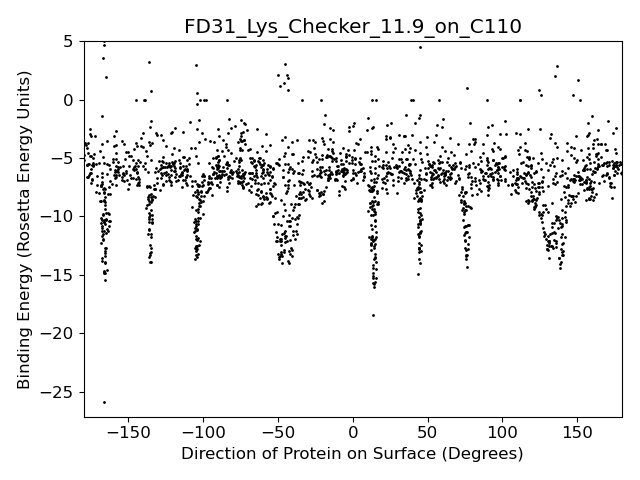 FD31_Lys_Checker_11.9_on_C110
5
0
−5
−10
−15
−20
−25
Binding Energy (Rosetta Energy Units)
−150 −100 −50 0 50 100 150
Direction of Protein on Surface (Degrees)